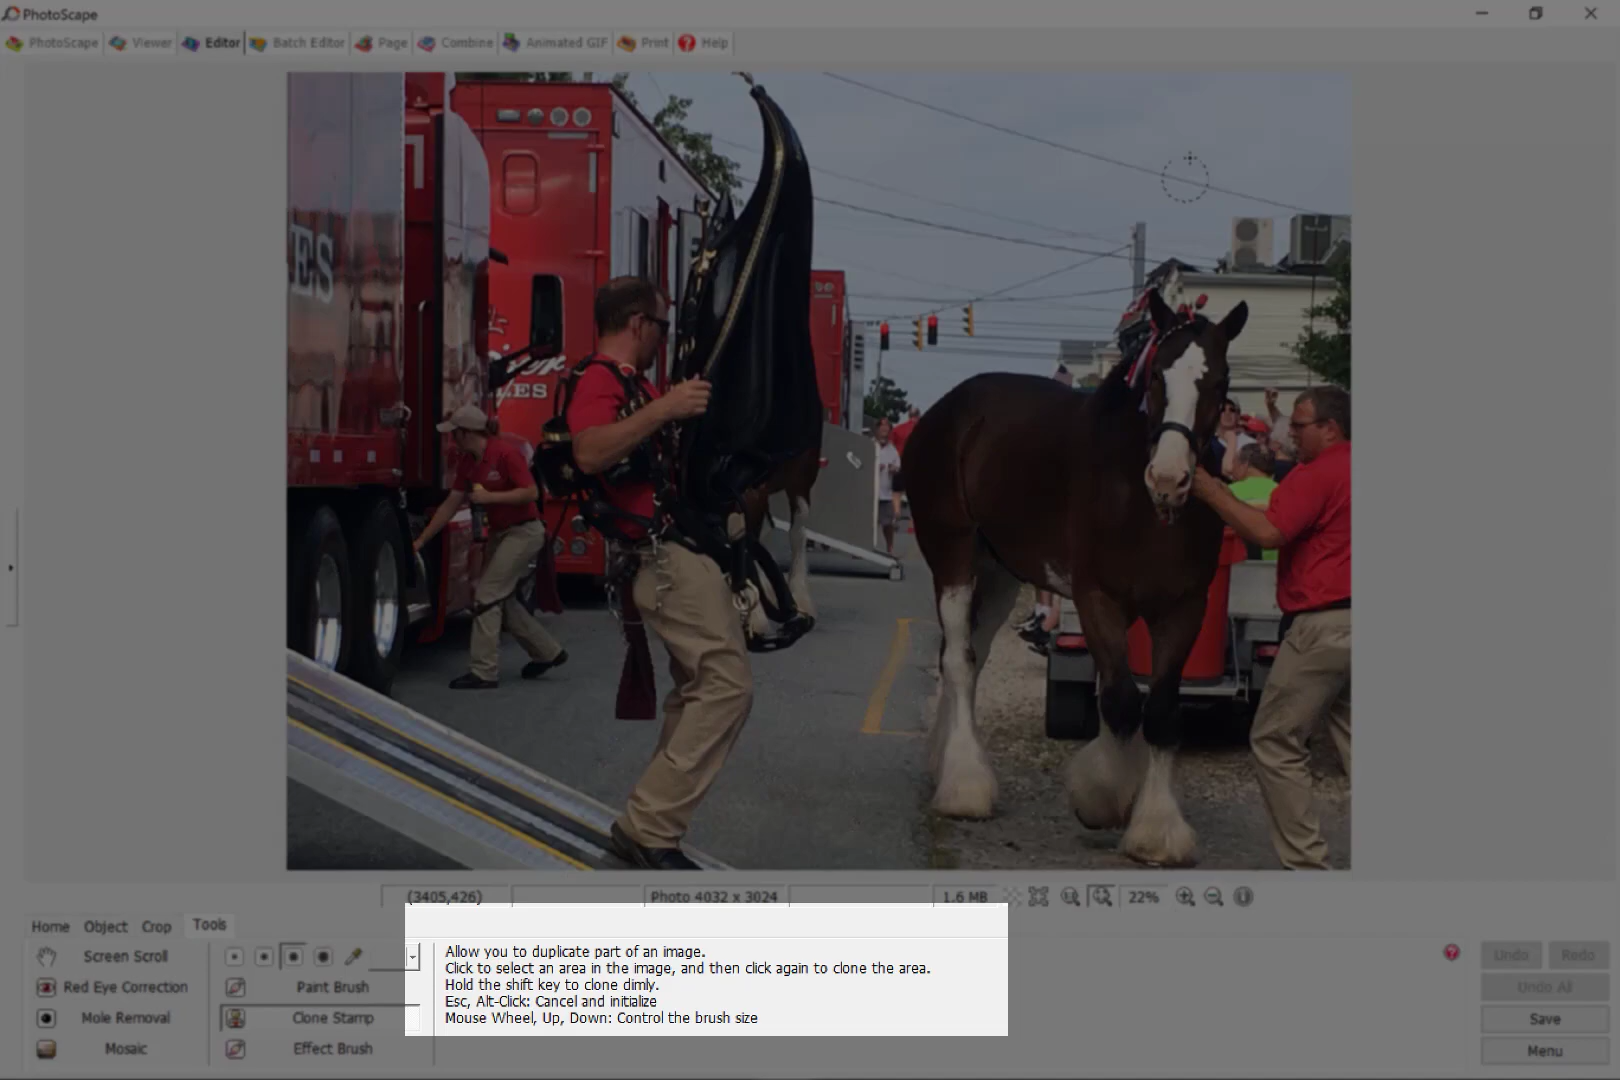 PhotoScape
PhotoScape Viewer Editor Batch Editor Page Combine Animated GIF Print Help
ES
ES
(3405,426) Photo 4032 x 3024 1.6 MB 22%
Home Object Crop Tools
Screen Scroll
Red Eye Correction
Mole Removal
Mosaic
Paint Brush
Clone Stamp
Effect Brush
Allow you to duplicate part of an image.
Click to select an area in the image, and then click again to clone the area.
Hold the shift key to clone dimly.
Esc, Alt-Click: Cancel and initialize
Mouse Wheel, Up, Down: Control the brush size
Undo Redo
Undo All
Save
Menu